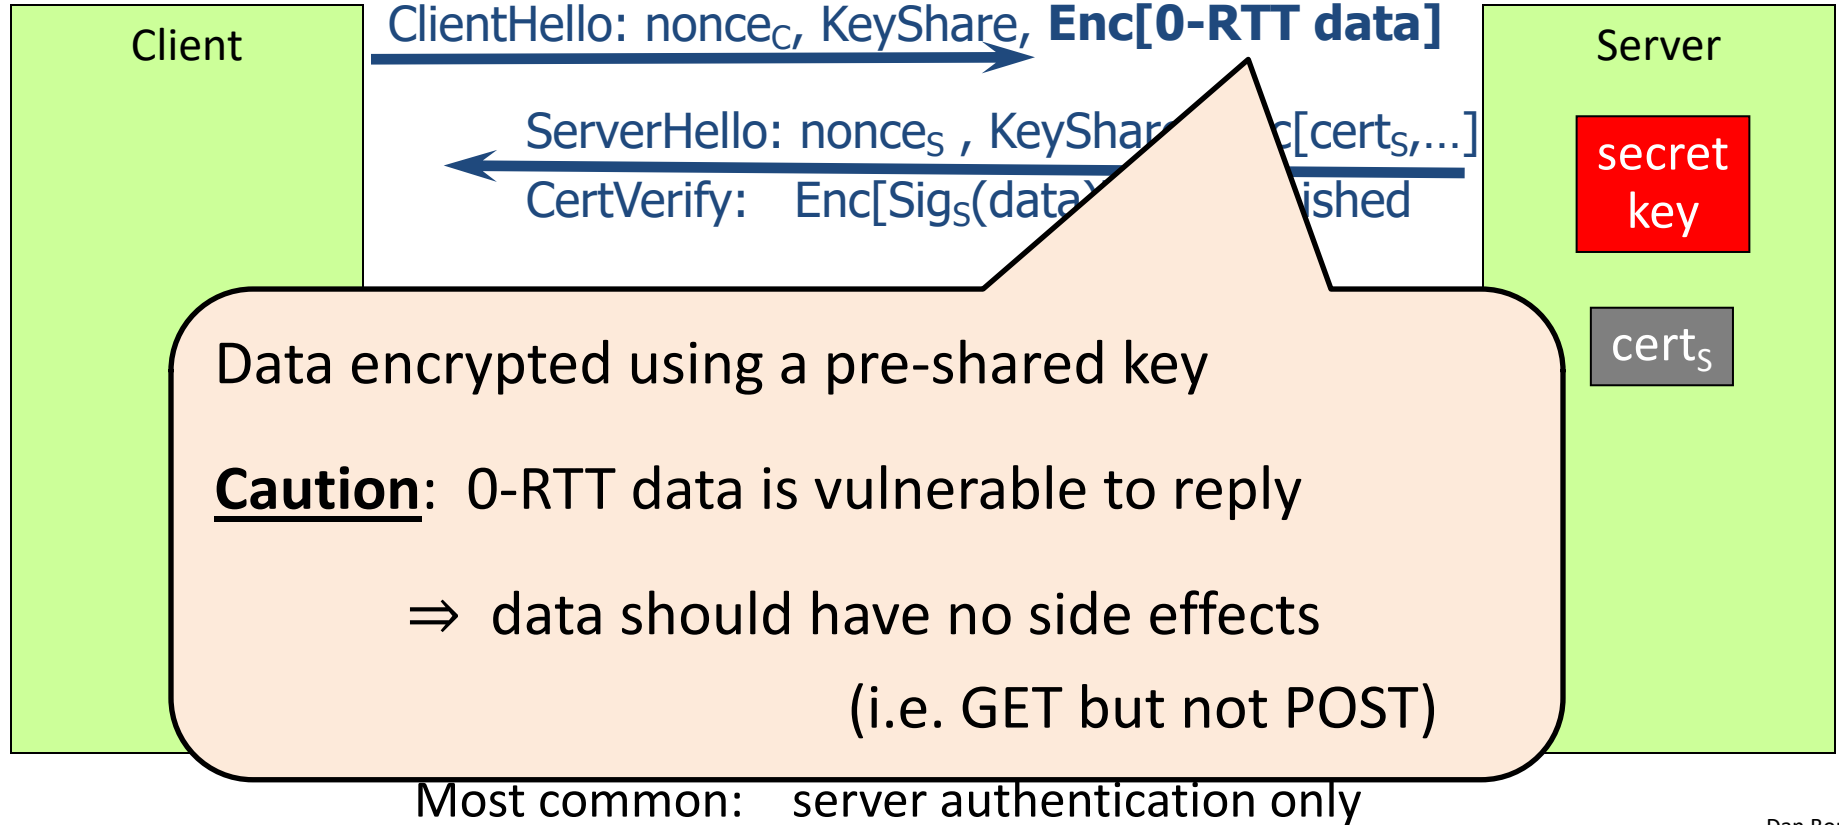 Client
ClientHello: nonceC, KeyShare, Enc[0-RTT data]
Server
ServerHello: nonceS , KeyShare c[certS,...]
CertVerify: Enc[SigS(data) ished
secret
key
certS
Data encrypted using a pre-shared key
Caution: 0-RTT data is vulnerable to reply
⇒ data should have no side effects
(i.e. GET but not POST)
Most common: server authentication only
Dan